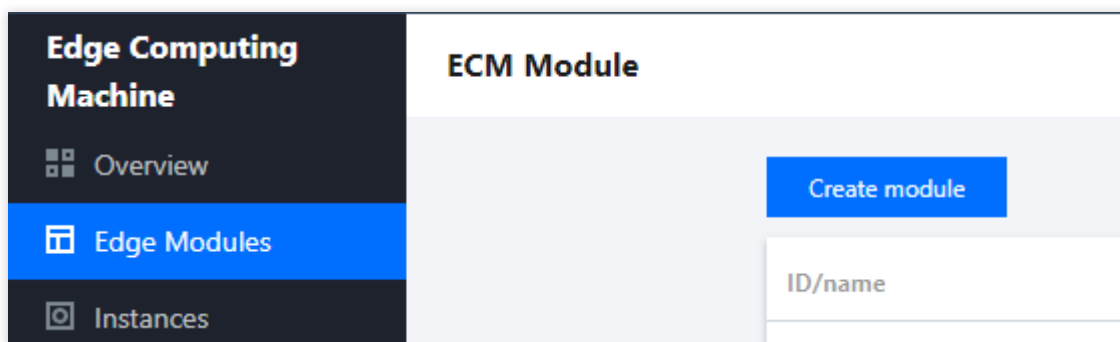 Edge Computing
Machine
Overview
Edge Modules
Instances
ECM Module
Create module
ID/name